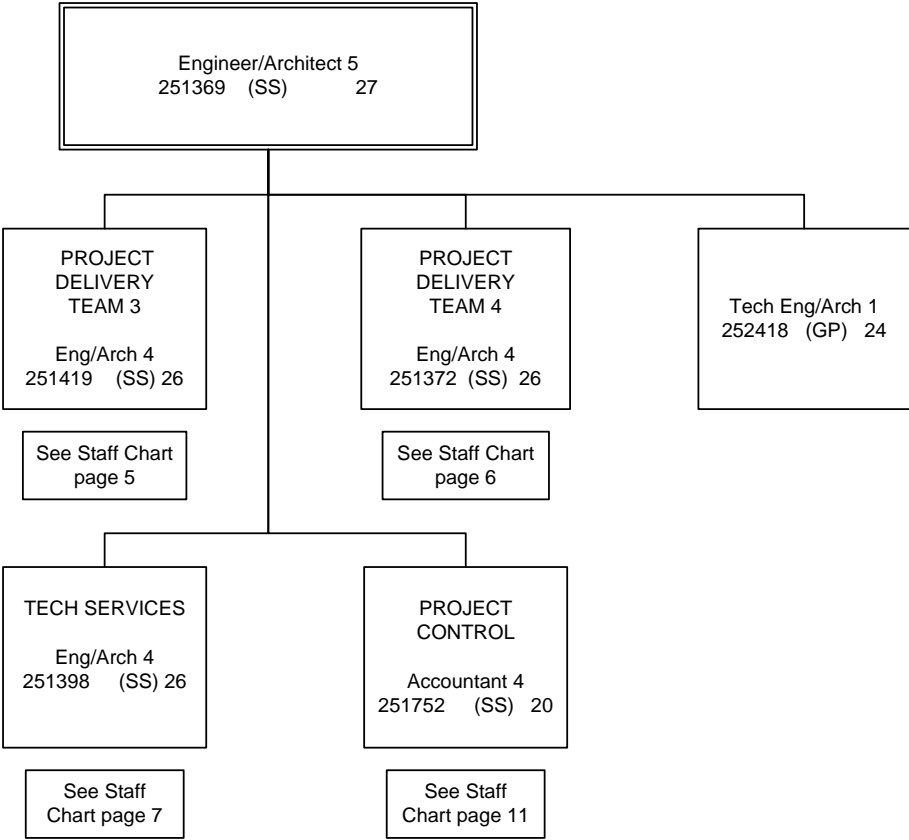 Engineer/Architect 5
251369 (SS) 27
PROJECT
DELIVERY
TEAM 3
Eng/Arch 4
251419 (SS) 26
See Staff Chart
page 5
PROJECT
DELIVERY
TEAM 4
Eng/Arch 4
251372 (SS) 26
See Staff Chart
page 6
Tech Eng/Arch 1
252418 (GP) 24
TECH SERVICES
Eng/Arch 4
251398 (SS) 26
See Staff
Chart page 7
PROJECT
CONTROL
Accountant 4
251752 (SS) 20
See Staff
Chart page 11